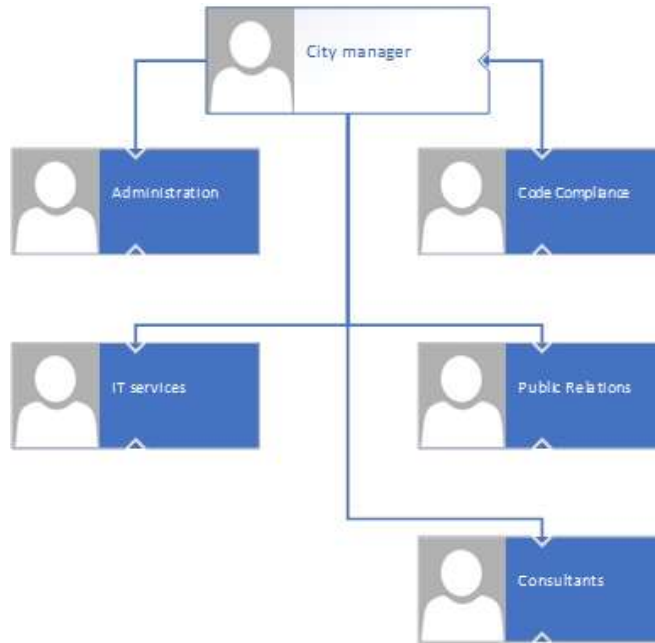 City manager
Administration
Code Compliance
IT services
Public Relations
Consultants